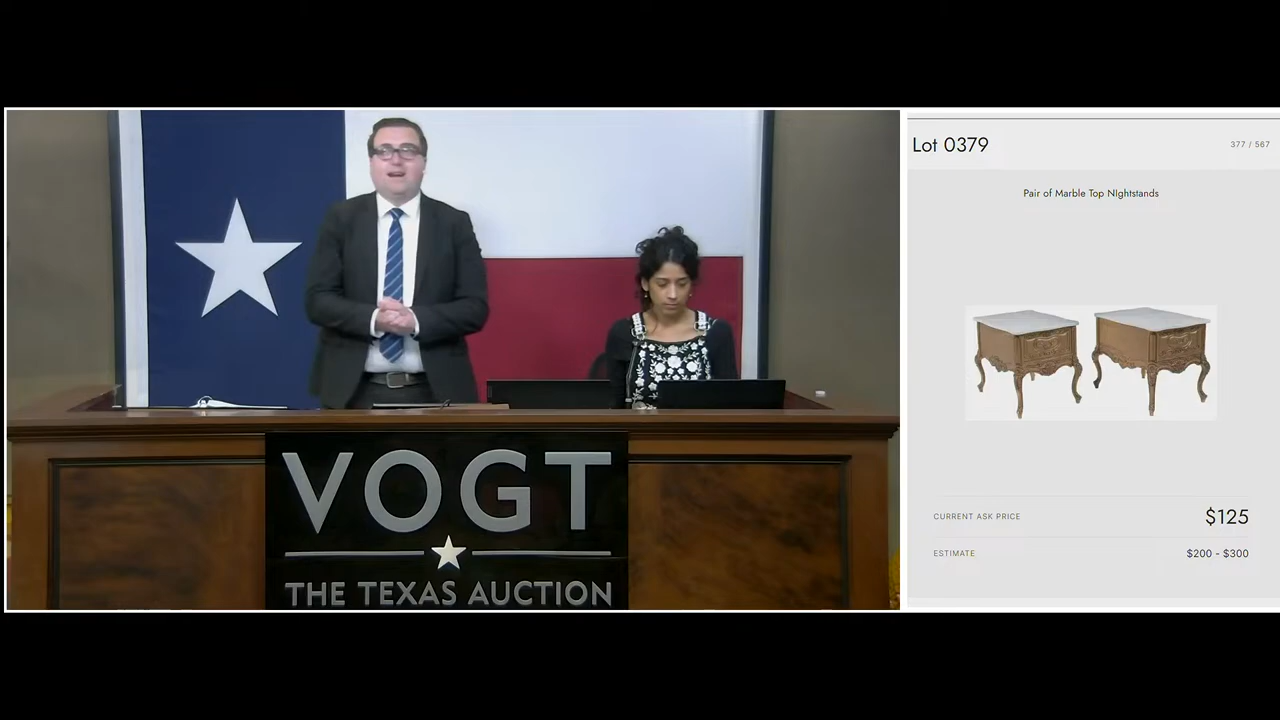 VOGT
THE TEXAS AUCTION
Lot 0379
377 / 567
Pair of Marble Top NIghtstands
CURRENT ASK PRICE
$125
ESTIMATE
$200 - $300